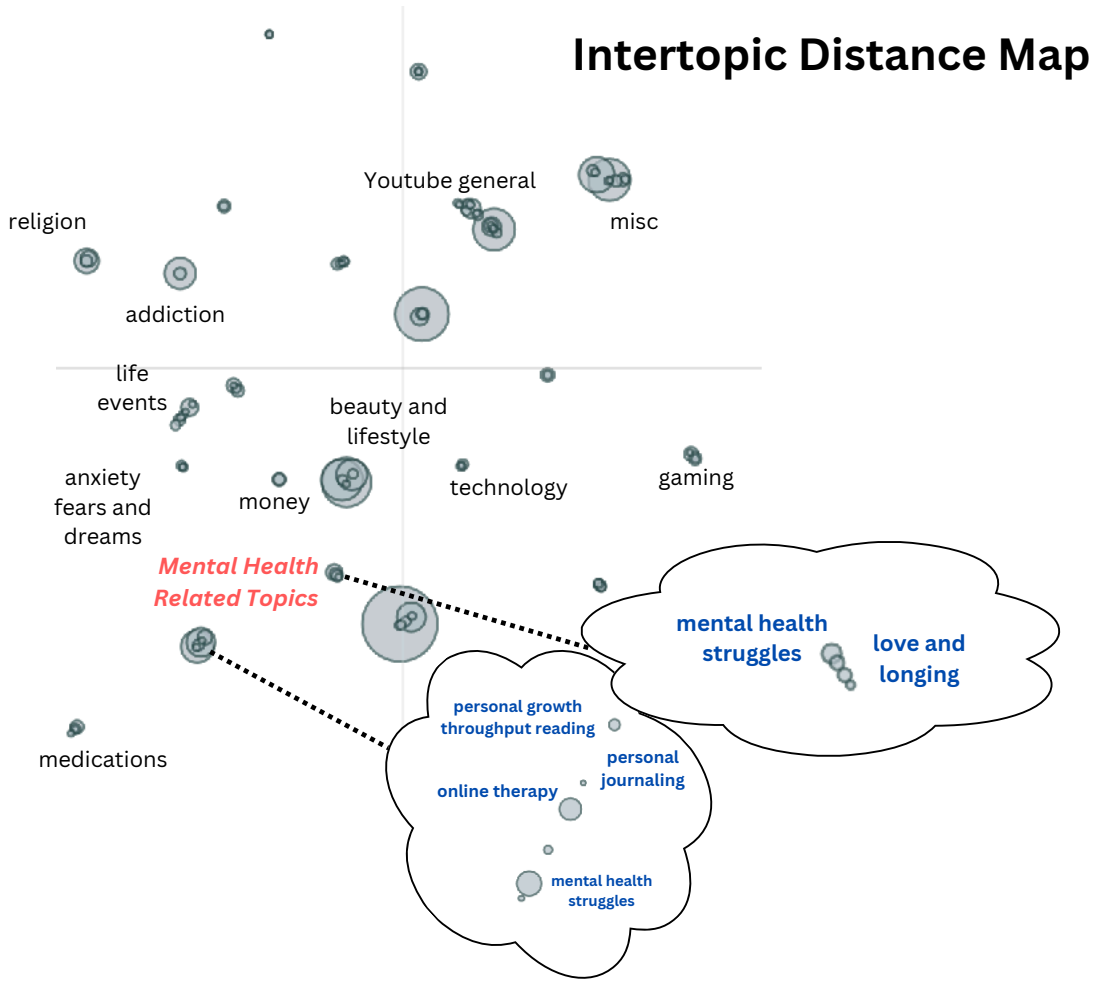 Intertopic Distance Map
Youtube general
religion
misc
addiction
life
events
beauty and
lifestyle
anxiety
fears and
dreams
money
technology
gaming
Mental Health
Related Topics
mental health
struggles
love and
longing
personal growth
throughput reading
personal
journaling
online therapy
medications
mental health
struggles